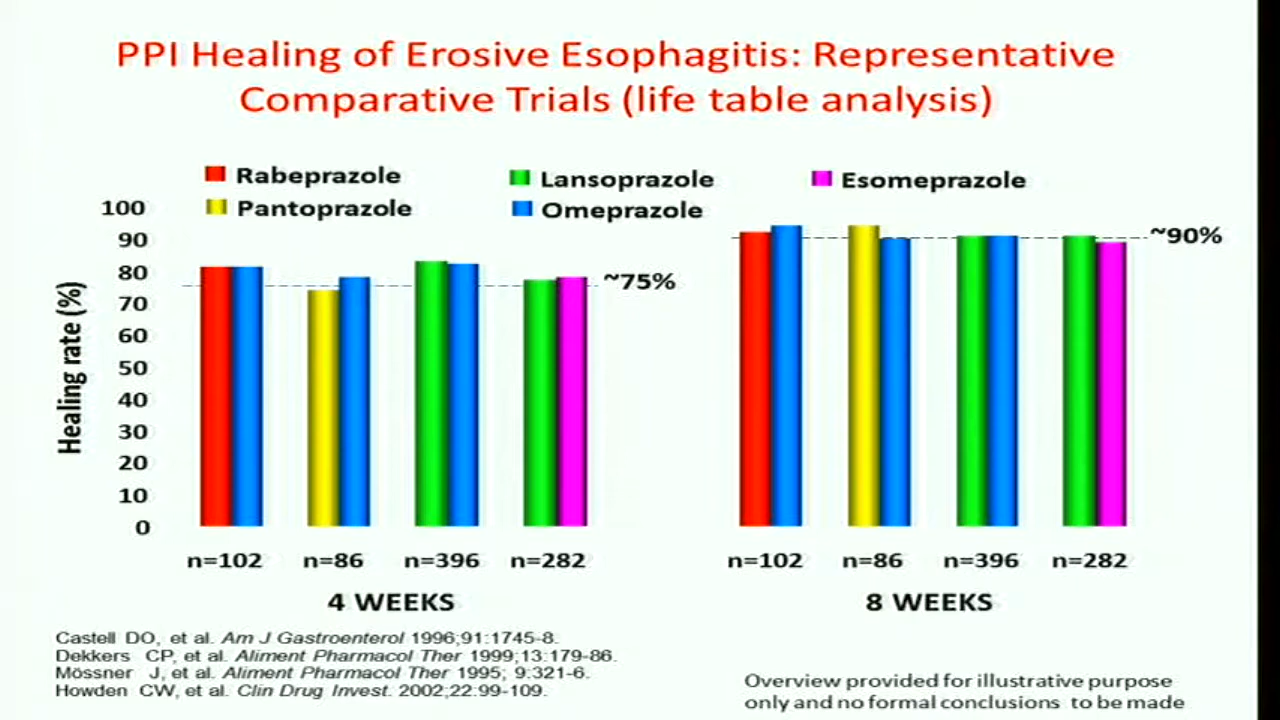 PPI Healing of Erosive Esophagitis: Representative
Comparative Trials (life table analysis)
Rabeprazole
Lansoprazole
Esomeprazole
Pantoprazole
Omeprazole
Healing rate (%)
100
90
80
70
60
50
40
30
20
10
0
~75%
~90%
n=102 n=86 n=396 n=282
n=102 n=86 n=396 n=282
4 WEEKS
8 WEEKS
Castell DO, et al. Am J Gastroenterol 1996;91:1745-8.
Dekkers CP, et al. Aliment Pharmacol Ther 1999;13:179-86.
Mössner J, et al. Aliment Pharmacol Ther 1995; 9:321-6.
Howden CW, et al. Clin Drug Invest. 2002;22:99-109.
Overview provided for illustrative purpose
only and no formal conclusions to be made